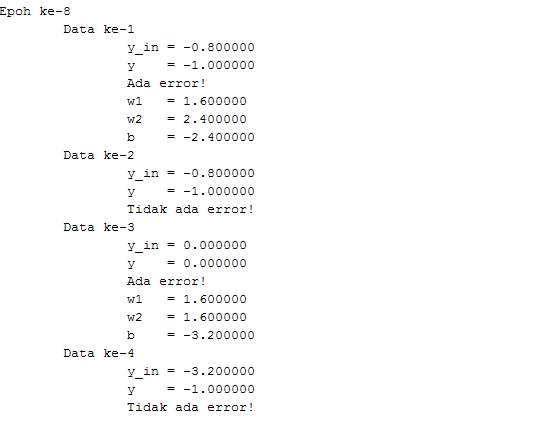 Epoh ke-8
Data ke-1
y_in = -0.800000
y    = -1.000000
Ada error!
w1   = 1.600000
w2   = 2.400000
b    = -2.400000
Data ke-2
y_in = -0.800000
y    = -1.000000
Tidak ada error!
Data ke-3
y_in = 0.000000
y    = 0.000000
Ada error!
w1   = 1.600000
w2   = 1.600000
b    = -3.200000
Data ke-4
y_in = -3.200000
y    = -1.000000
Tidak ada error!